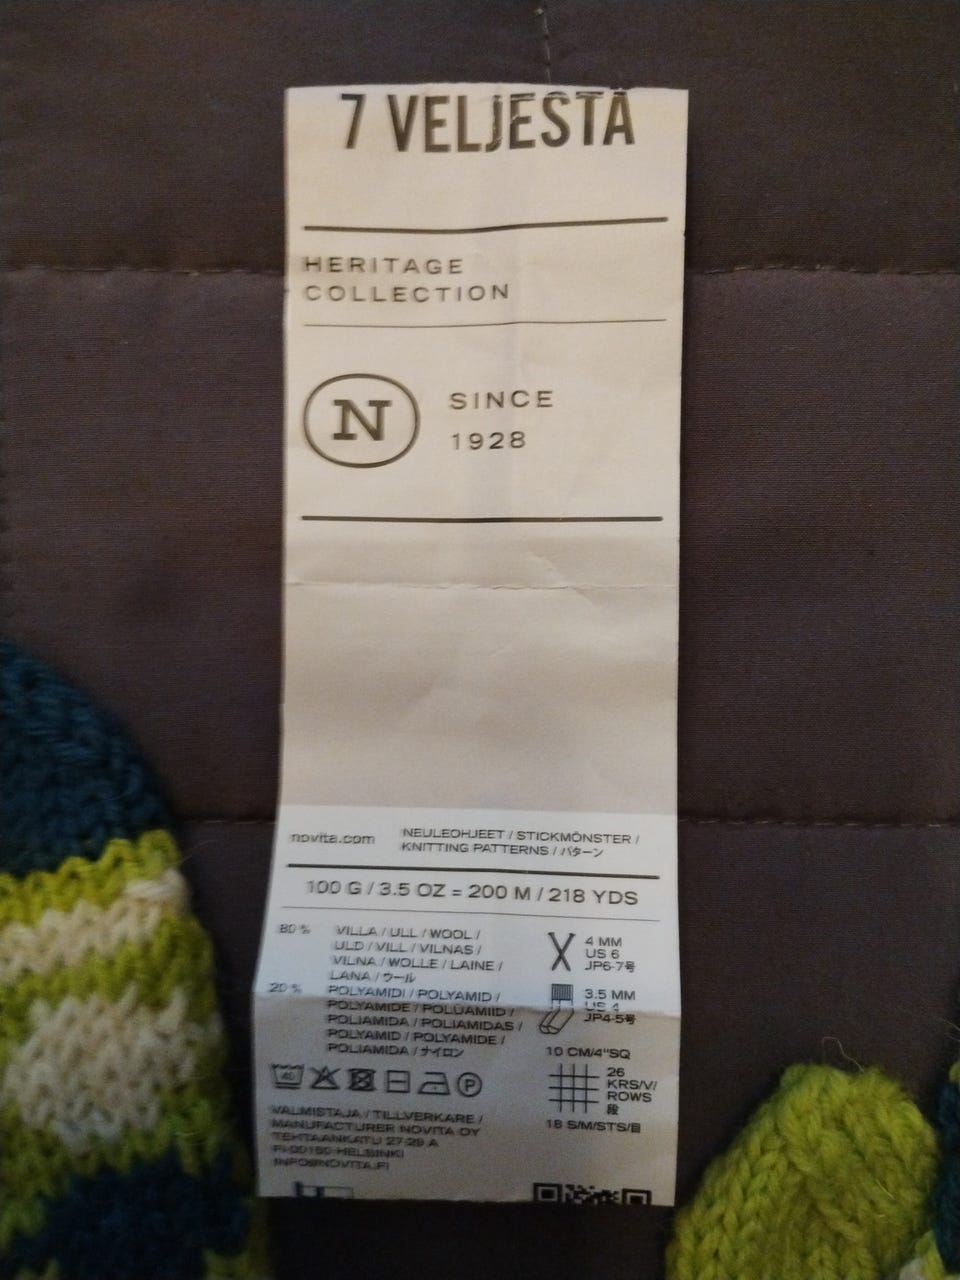 7 VELJESTÄ
HERITAGE
COLLECTION
N
SINCE
1928
novita.com
NEULEOHJEET / STICKMÖNSTER /
KNITTING PATTERNS / パターン
100 G / 3.5 OZ = 200 M / 218 YDS
80 %
VILLA / ULL / WOOL /
ULD / VILL / VILNAS /
VILNA / WOLLE / LAINE /
LANA / ウール
20 %
POLYAMIDI / POLYAMID /
POLYAMIDE / POLÜAMIID /
POLIAMIDA / POLIAMIDAS /
POLYAMID / POLYAMIDE /
POLIAMIDA / ナイロン
4 MM
US 6
JP6-7号
3.5 MM
US 4
JP4-5号
10 CM/4"SQ
26
KRS/V/
ROWS
段
18 S/M/STS/目
40
P
VALMISTAJA / TILLVERKARE /
MANUFACTURER NOVITA OY
TEHTAANKATU 27-29 A
FI-00150 HELSINKI
INFO@NOVITA.FI